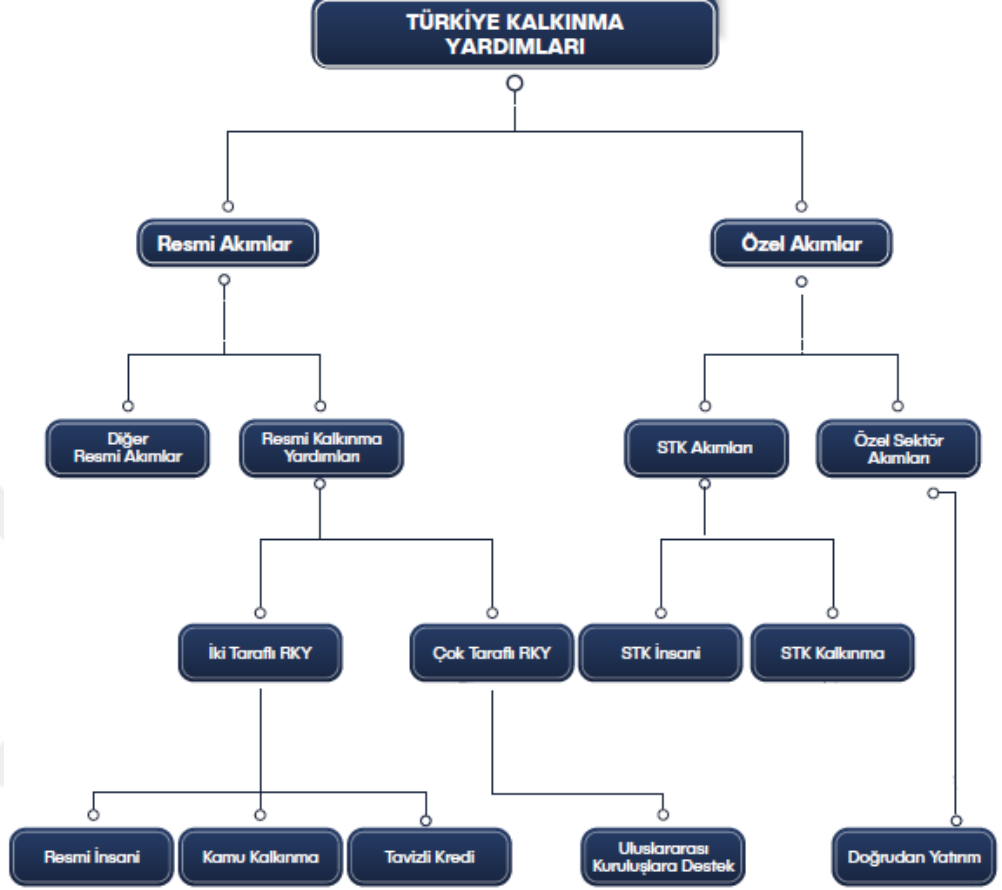 TÜRKİYE KALKINMA
YARDIMLARI
Resmi Akımlar
Özel Akımlar
Diğer
Resmi Akımlar
Resmi Kalkınma
Yardımları
STK Akımları
Özel Sektör
Akımları
İki Taraflı RKY
Çok Taraflı RKY
STK İnsani
STK Kalkınma
Resmi İnsani
Kamu Kalkınma
Tavizli Kredi
Uluslararası
Kuruluşlara Destek
Doğrudan Yatırım